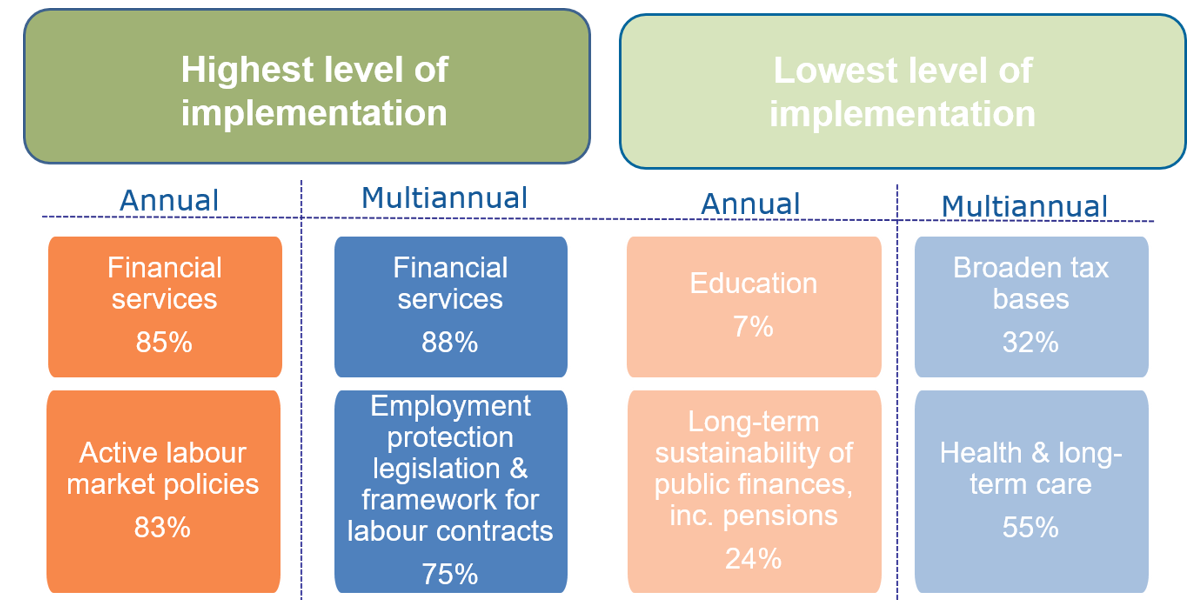 Highest level of
implementation
Lowest level of
implementation
Annual
Multiannual
Annual
Multiannual
Financial
services
85%
Financial
services
88%
Education
7%
Broaden tax
bases
32%
Active labour
market policies
83%
Employment
protection
legislation &
framework for
labour contracts
75%
Long-term
sustainability of
public finances,
inc. pensions
24%
Health & long-
term care
55%